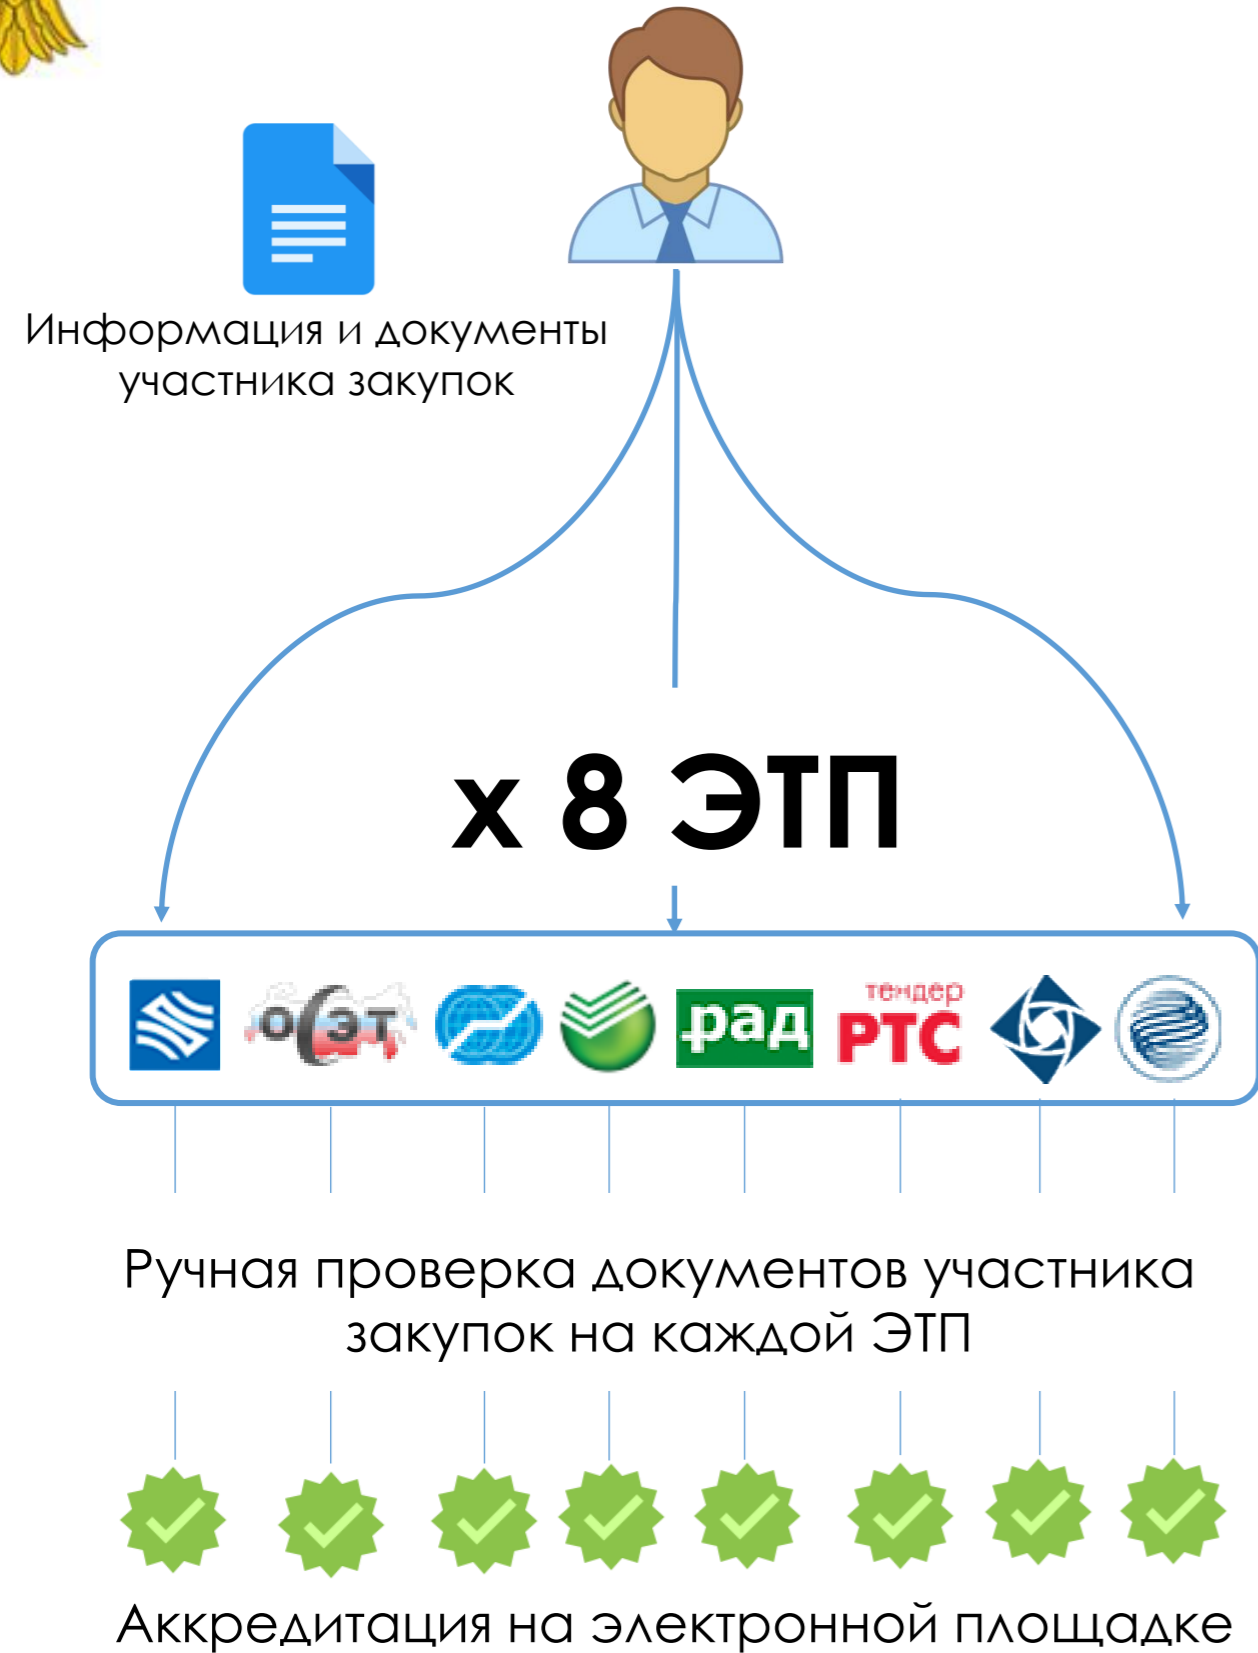 Информация и документы
участника закупок
х 8 ЭТП
осэт
рад
тендер
РТС
Ручная проверка документов участника
закупок на каждой ЭТП
Аккредитация на электронной площадке